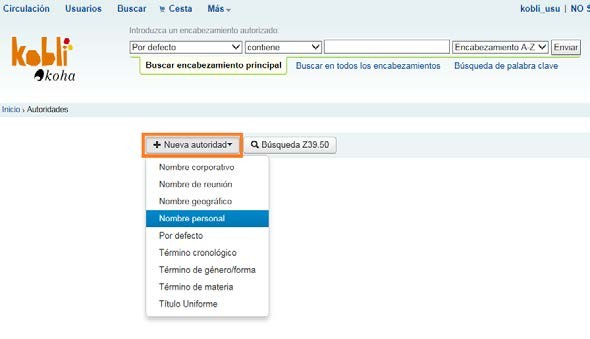 Circulación Usuarios Buscar Cesta Más kobli_usu | NO S
Introduzca un encabezamiento autorizado.
Por defecto contiene Encabezamiento A-Z Enviar
Buscar encabezamiento principal Buscar en todos los encabezamientos Búsqueda de palabra clave
kobli
koha
Inicio › Autoridades
Nueva autoridad Búsqueda Z39.50
Nombre corporativo
Nombre de reunión
Nombre geográfico
Nombre personal
Por defecto
Término cronológico
Término de género/forma
Término de materia
Título Uniforme